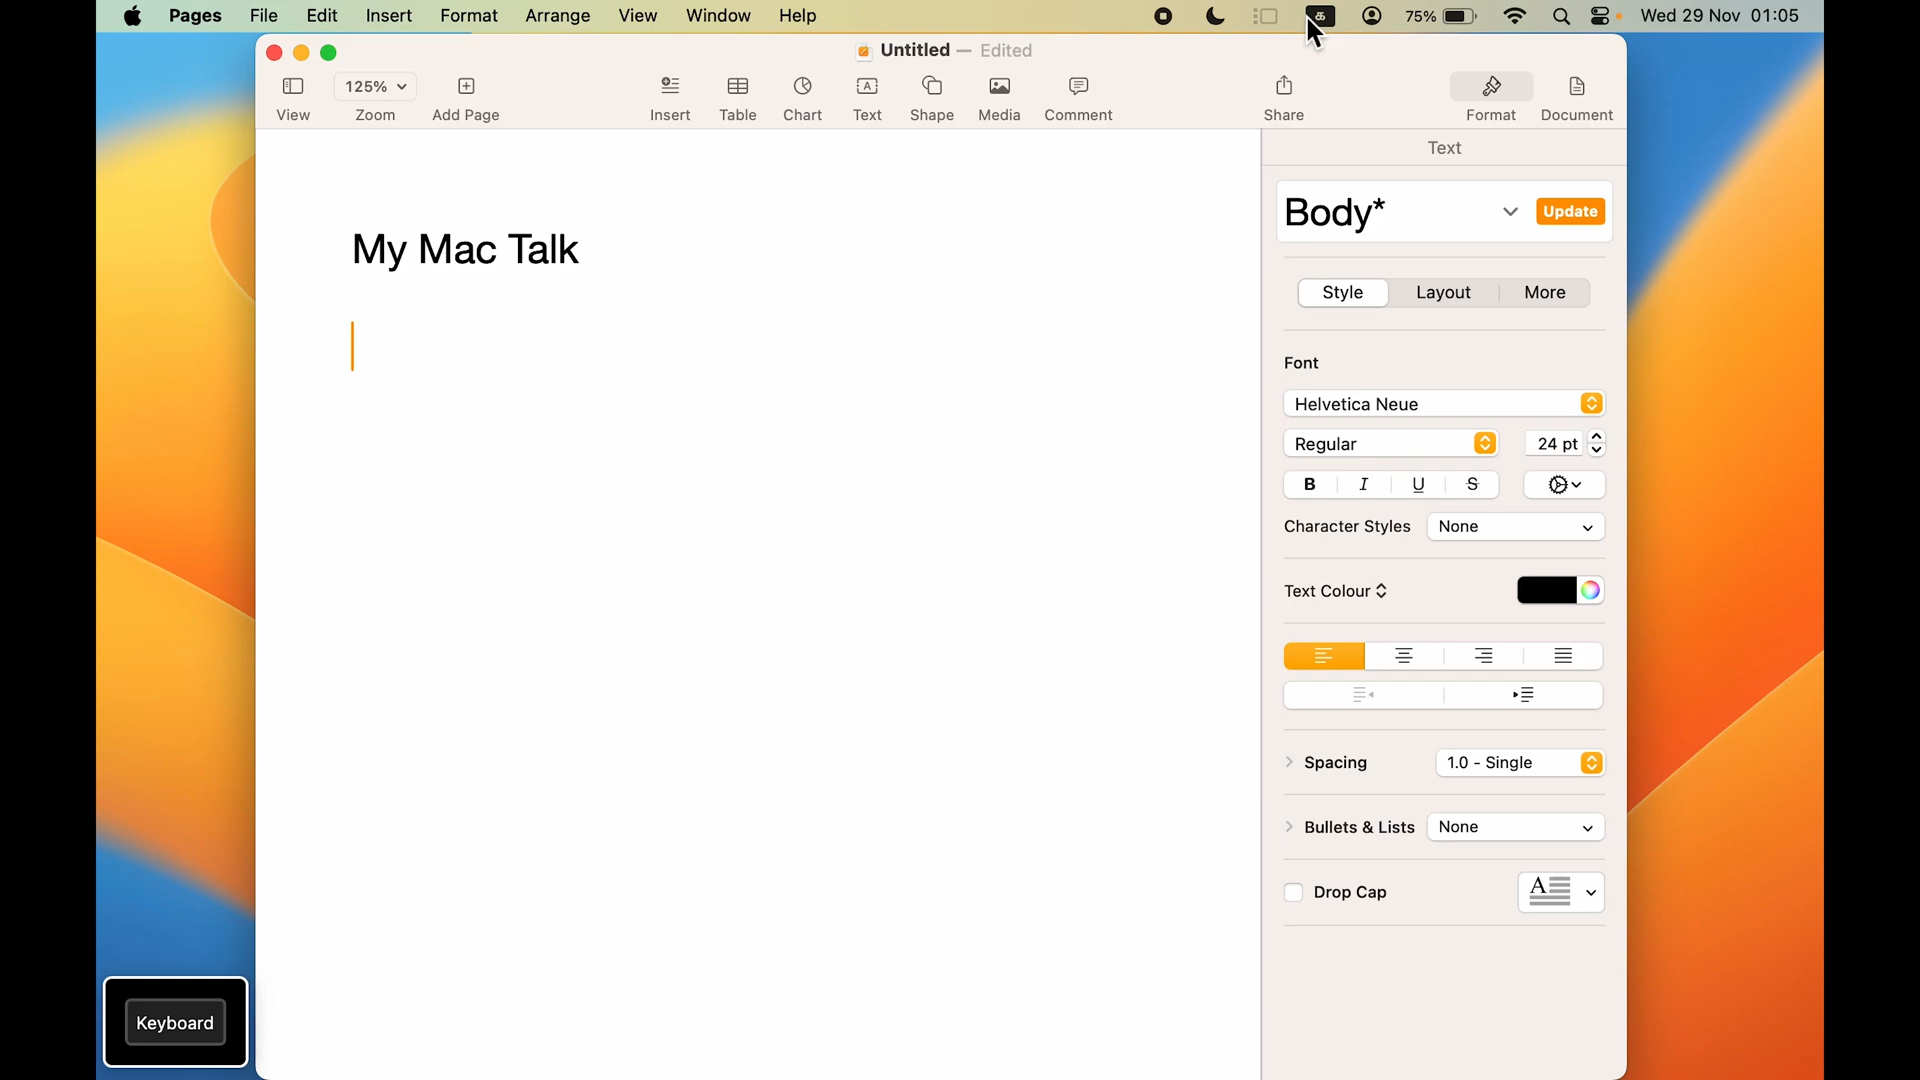 Pages File Edit Insert Format Arrange View Window Help 75% Wed 29 Nov 01:05
Untitled — Edited
125%
View Zoom Add Page Insert Table Chart Text Shape Media Comment Share Format Document
Text
Body* Update
My Mac Talk
Style Layout More
Font
Helvetica Neue
Regular 24 pt
B I U S
Character Styles None
Text Colour
Spacing 1.0 - Single
Bullets & Lists None
Drop Cap A
Keyboard